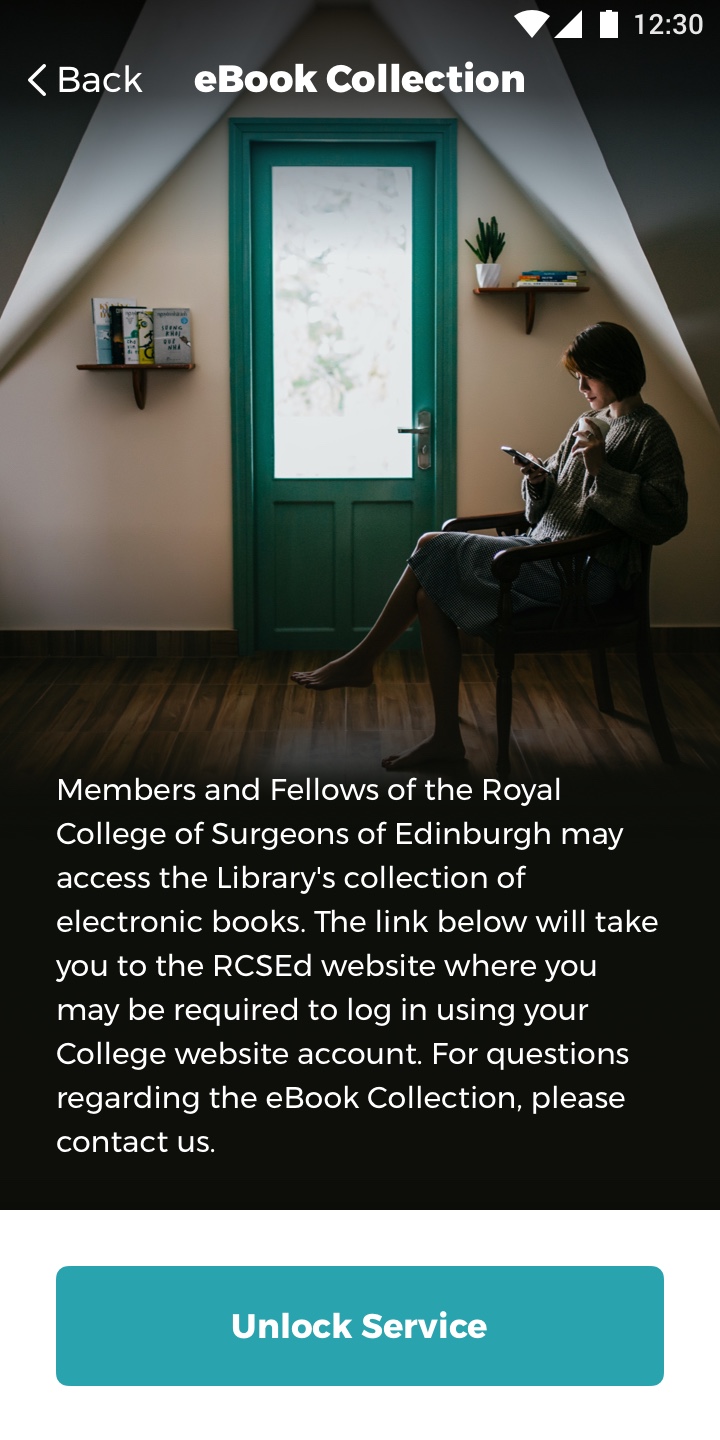 12:30
Back eBook Collection
Members and Fellows of the Royal
College of Surgeons of Edinburgh may
access the Library's collection of
electronic books. The link below will take
you to the RCSEd website where you
may be required to log in using your
College website account. For questions
regarding the eBook Collection, please
contact us.
Unlock Service